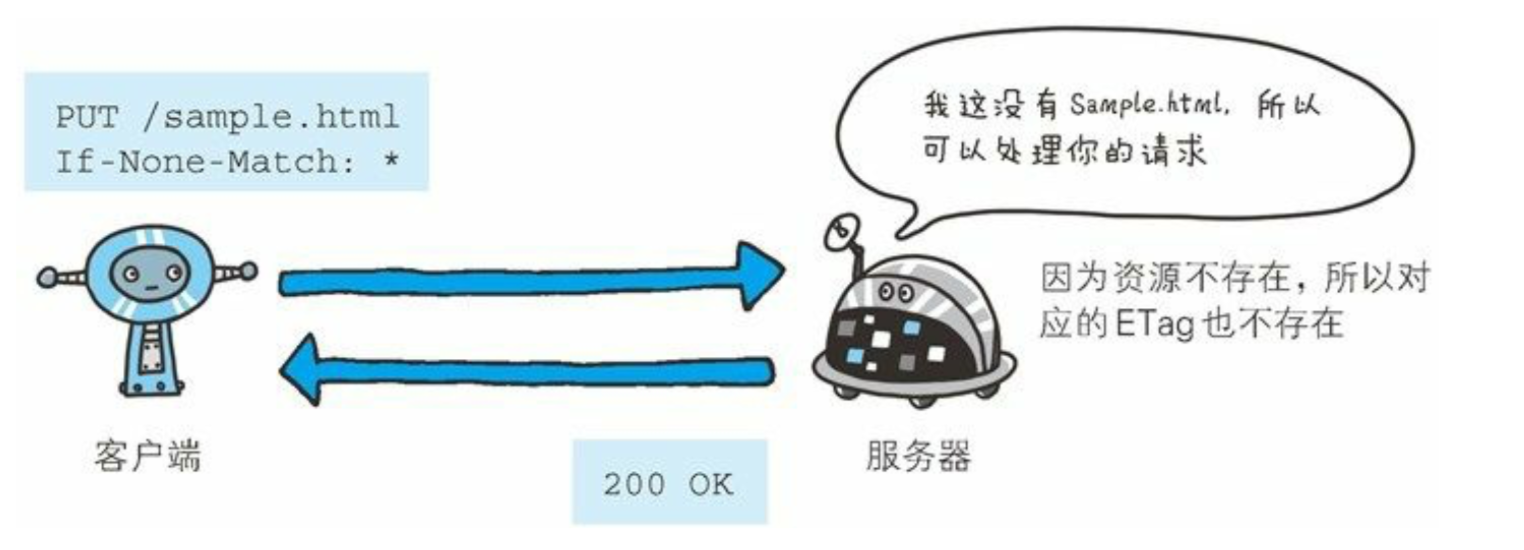 PUT /sample.html
If-None-Match: *
我这没有Sample.html, 所以
可以处理你的请求
因为资源不存在，所以对
应的ETag也不存在
客户端
服务器
200 OK